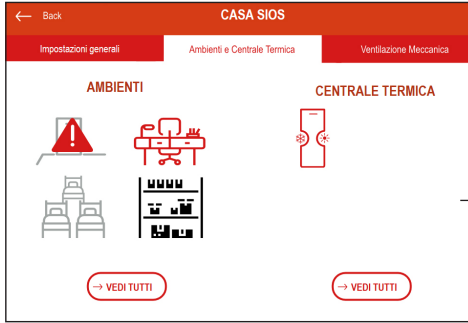 Back
CASA SIOS
Impostazioni generali
Ambienti e Centrale Termica
Ventilazione Meccanica
AMBIENTI
CENTRALE TERMICA
→ VEDI TUTTI
→ VEDI TUTTI